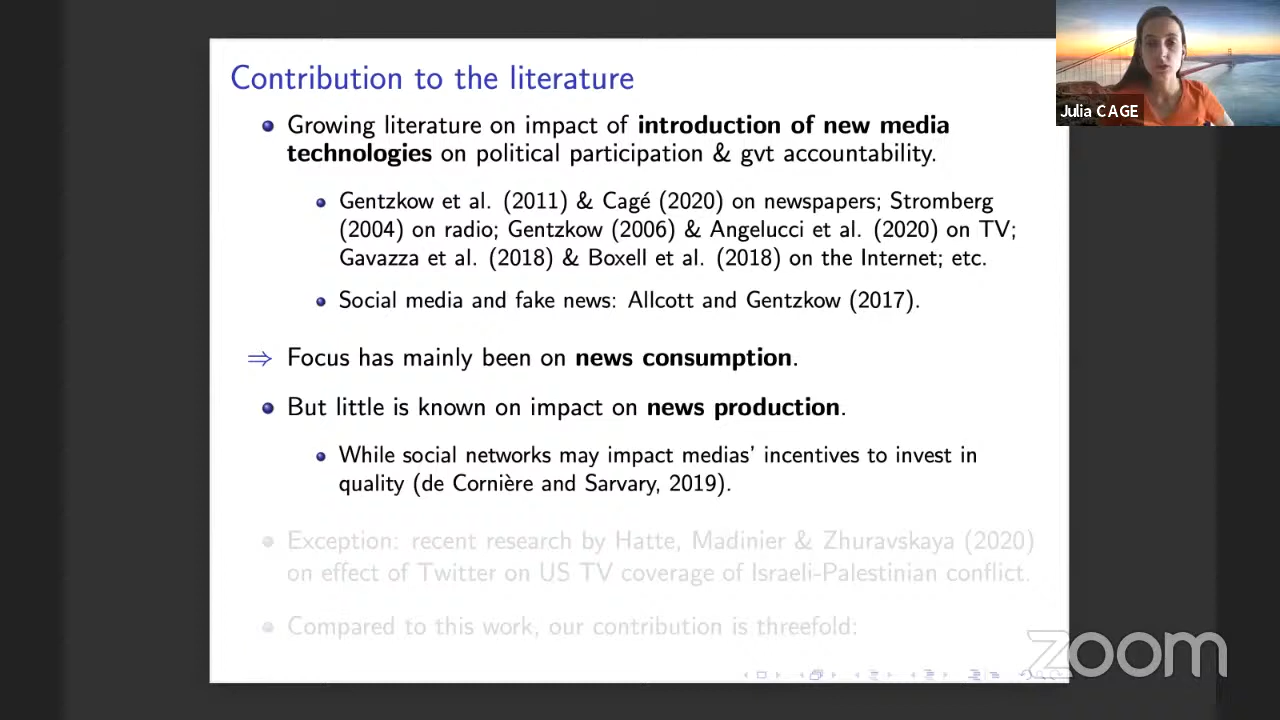 Contribution to the literature
Growing literature on impact of introduction of new media
technologies on political participation & gvt accountability.
Gentzkow et al. (2011) & Cagé (2020) on newspapers; Stromberg
(2004) on radio; Gentzkow (2006) & Angelucci et al. (2020) on TV;
Gavazza et al. (2018) & Boxell et al. (2018) on the Internet; etc.
Social media and fake news: Allcott and Gentzkow (2017).
⇒ Focus has mainly been on news consumption.
But little is known on impact on news production.
While social networks may impact medias' incentives to invest in
quality (de Cornière and Sarvary, 2019).
Exception: recent research by Hatte, Madinier & Zhuravskaya (2020)
on effect of Twitter on US TV coverage of Israeli-Palestinian conflict.
Compared to this work, our contribution is threefold:
Julia CAGE
zoom